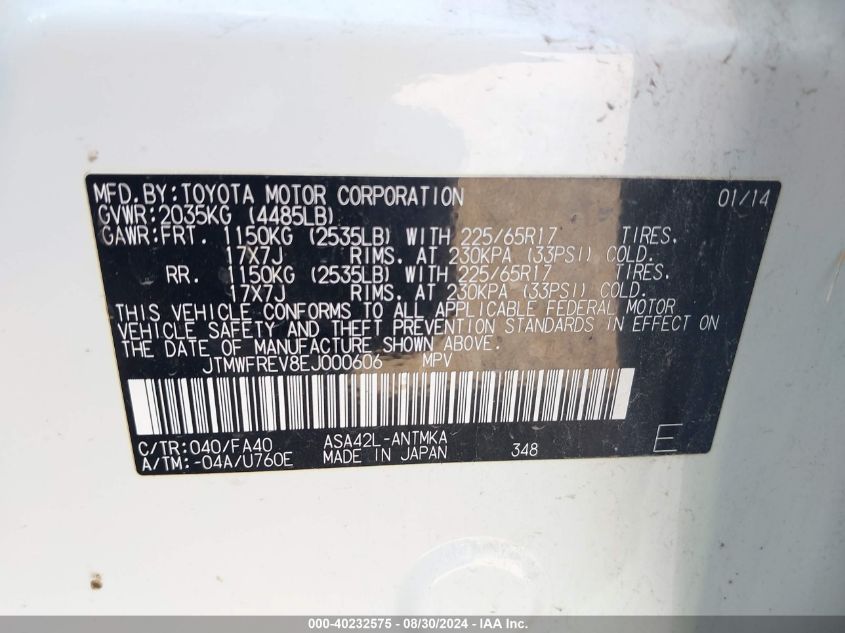 MFD. BY: TOYOTA MOTOR CORPORATION 01/14
GVWR: 2035KG (4485LB)
GAWR: FRT. 1150KG (2535LB) WITH 225/65R17 TIRES.
17X7J RIMS. AT 230KPA (33PSI) COLD.
RR. 1150KG (2535LB) WITH 225/65R17 TIRES.
17X7J RIMS. AT 230KPA (33PSI) COLD.
THIS VEHICLE CONFORMS TO ALL APPLICABLE FEDERAL MOTOR
VEHICLE SAFETY AND THEFT PREVENTION STANDARDS IN EFFECT ON
THE DATE OF MANUFACTURE SHOWN ABOVE.
JTMWFREV8EJ000606 MPV
C/TR: 040/FA40 ASA42L-ANTMKA
A/TM: -04A/U760E MADE IN JAPAN 348 E
000-40232575 - 08/30/2024 - IAA Inc.